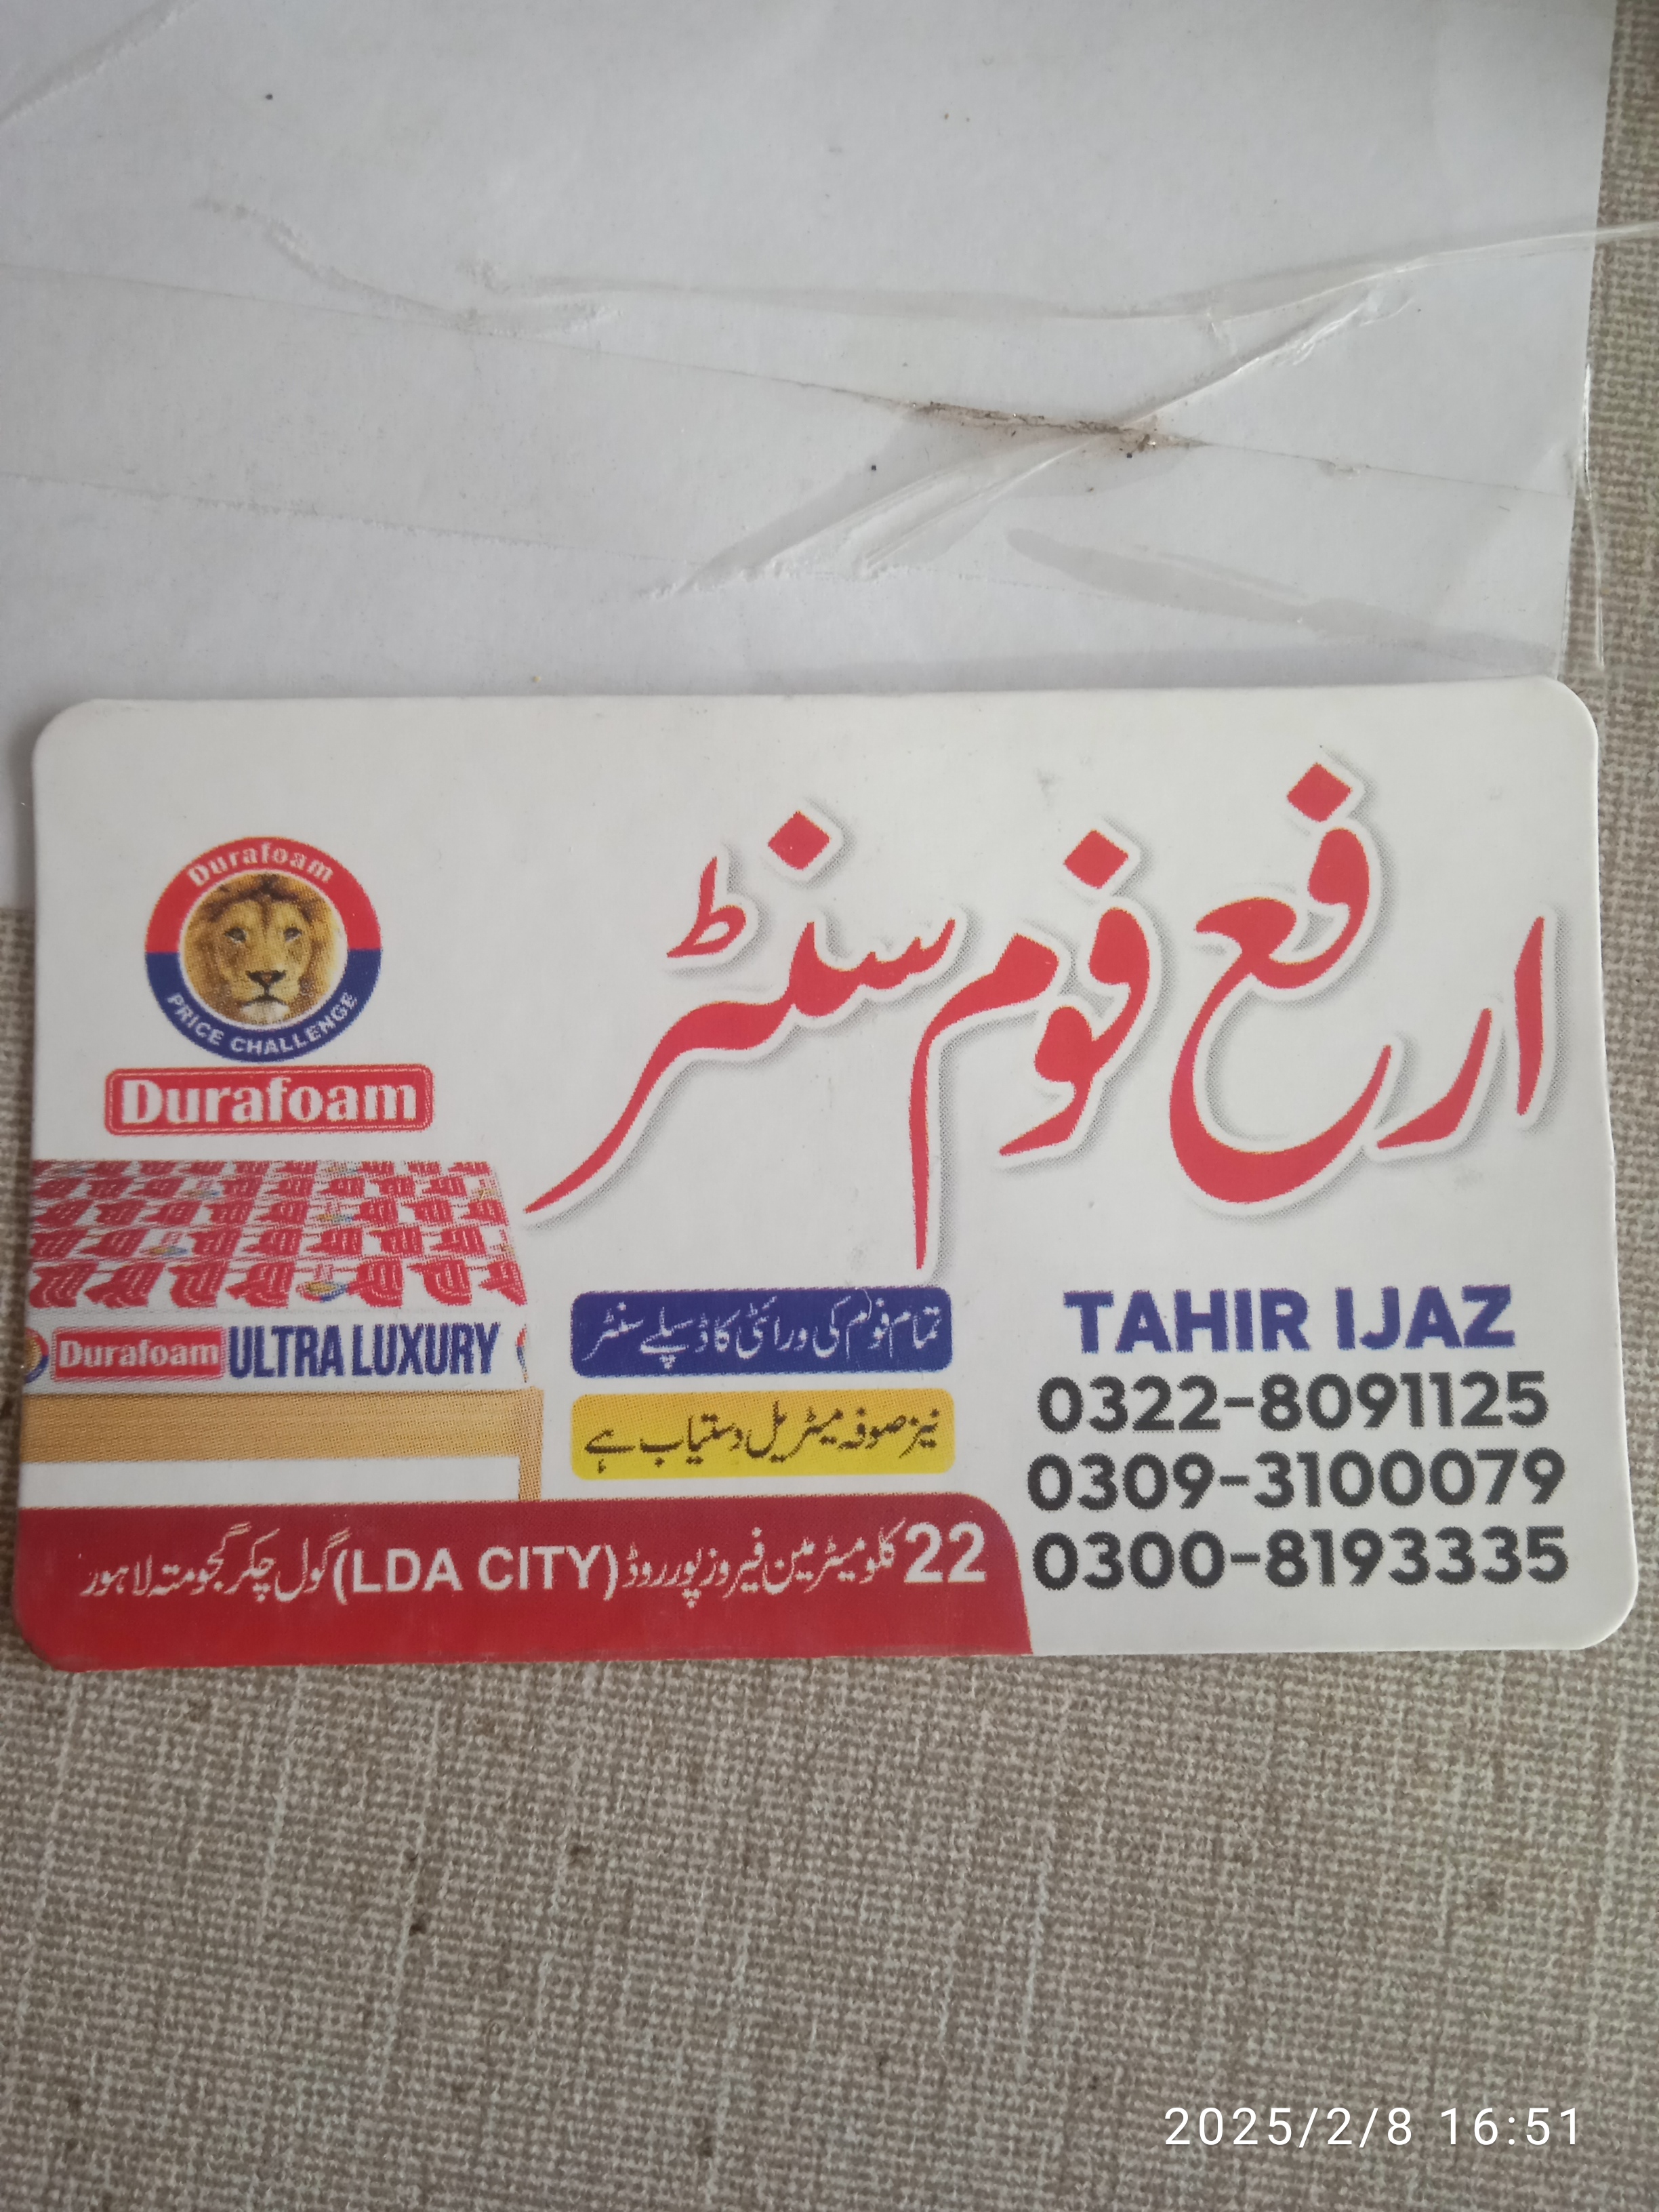 ارفع فوم سنٹر
Durafoam
PRICE CHALLENGE
Durafoam
Durafoam ULTRA LUXURY
تمام فوم کی ورائٹی کا ڈسپلے سنٹر
نیز صوفہ میٹریل دستیاب ہے
TAHIR IJAZ
0322-8091125
0309-3100079
0300-8193335
22 کلومیٹر مین فیروز پور روڈ (LDA CITY) گول چکر گجومتہ لاہور
2025/2/8 16:51